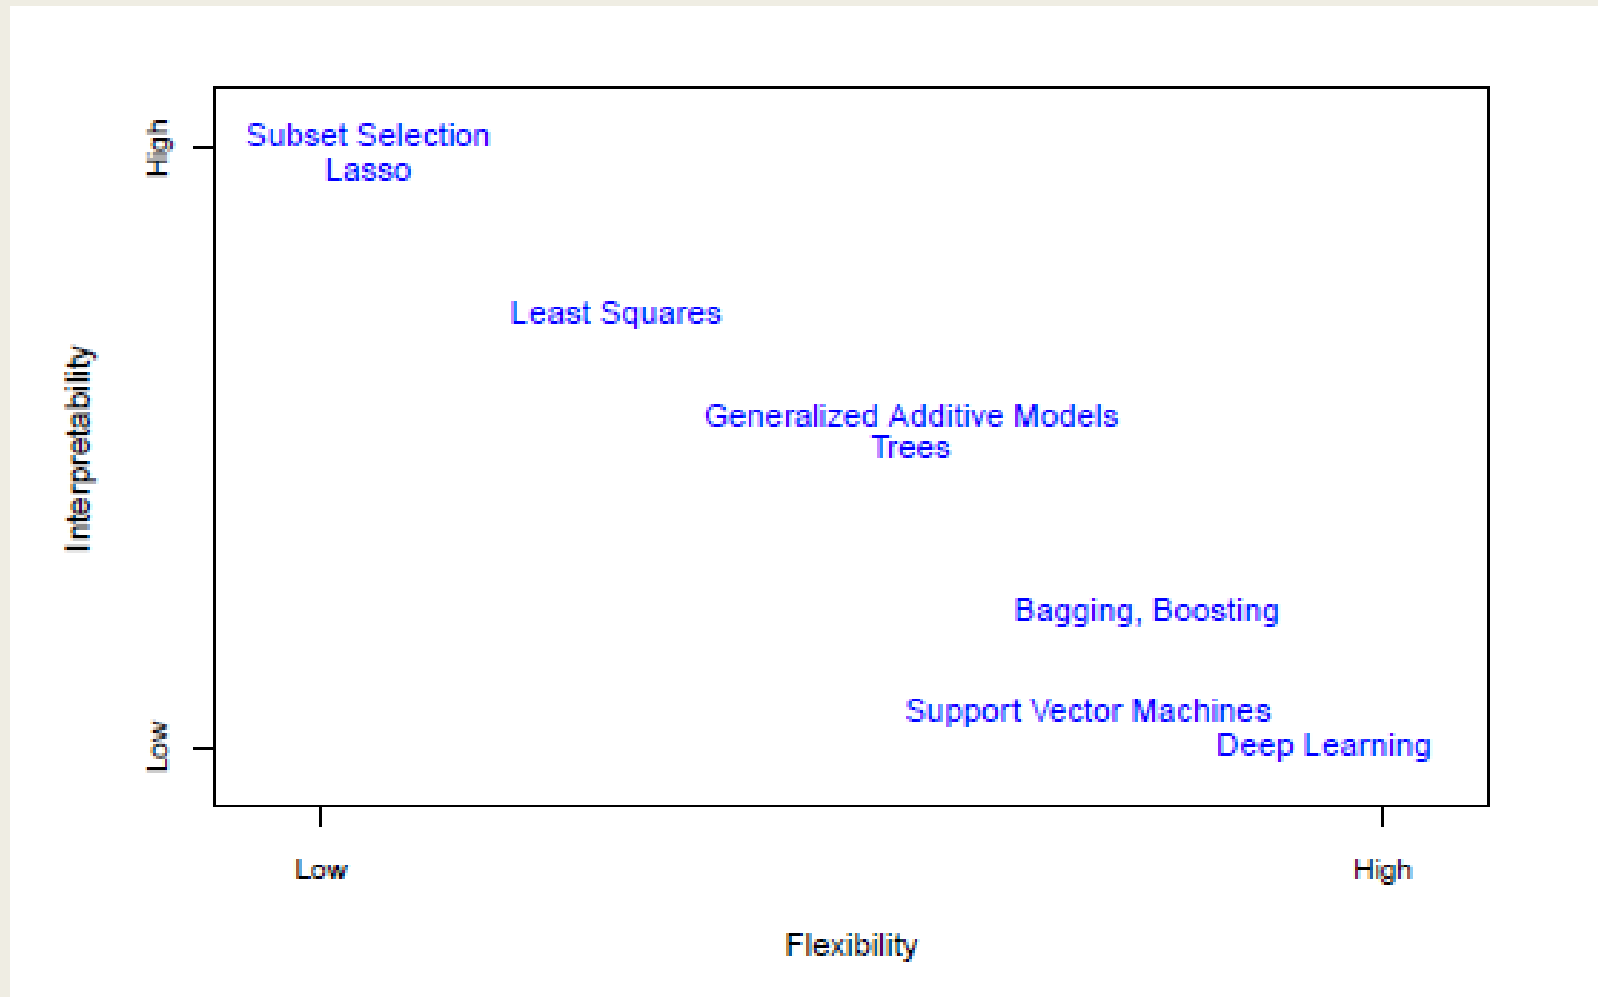 High
Subset Selection
Lasso
Least Squares
Interpretability
Generalized Additive Models
Trees
Bagging, Boosting
Support Vector Machines
Low
Deep Learning
Low
High
Flexibility